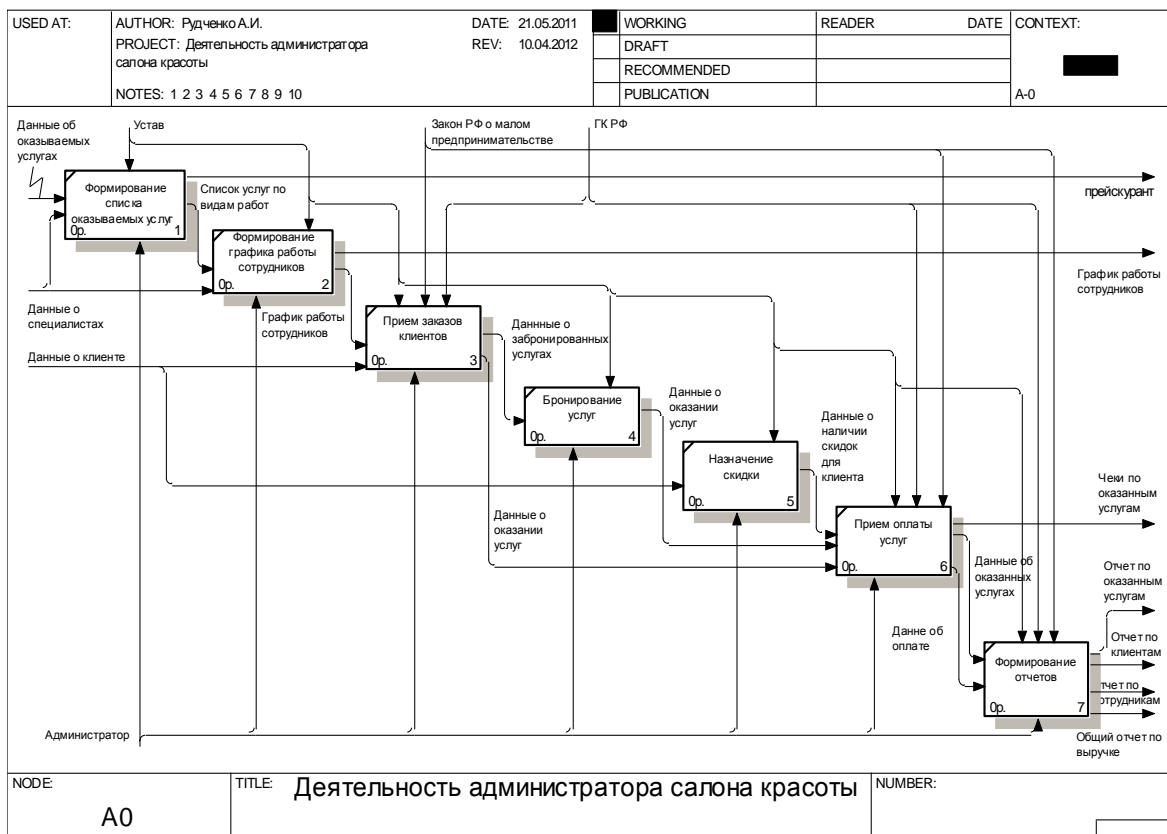 USED AT:
AUTHOR: Рудченко А.И.
DATE: 21.05.2011
PROJECT: Деятельность администратора
салона красоты
REV: 10.04.2012
NOTES: 1 2 3 4 5 6 7 8 9 10
WORKING
DRAFT
RECOMMENDED
PUBLICATION
READER
DATE
CONTEXT:
A-0
Данные об
оказываемых
услугах
Устав
Закон РФ о малом
предпринимательстве
ГК РФ
Формирование
списка
оказываемых услуг
0р. 1
Список услуг по
видам работ
прейскурант
Формирование
графика работы
сотрудников
0р. 2
График работы
сотрудников
Данные о
специалистах
График работы
сотрудников
Данные о клиенте
Прием заказов
клиентов
0р. 3
Даннные о
забронированных
услугах
Бронирование
услуг
0р. 4
Данные о
оказании
услуг
Назначение
скидки
0р. 5
Данные о
наличии
скидок
для
клиента
Данные о
оказании
услуг
Прием оплаты
услуг
0р. 6
Чеки по
оказанным
услугам
Данные об
оказанных
услугах
Данне об
оплате
Формирование
отчетов
0р. 7
Отчет по
оказанным
услугам
Отчет по
клиентам
тчет по
отрудникам
Общий отчет по
выручке
Администратор
NODE:
A0
TITLE:
Деятельность администратора салона красоты
NUMBER: